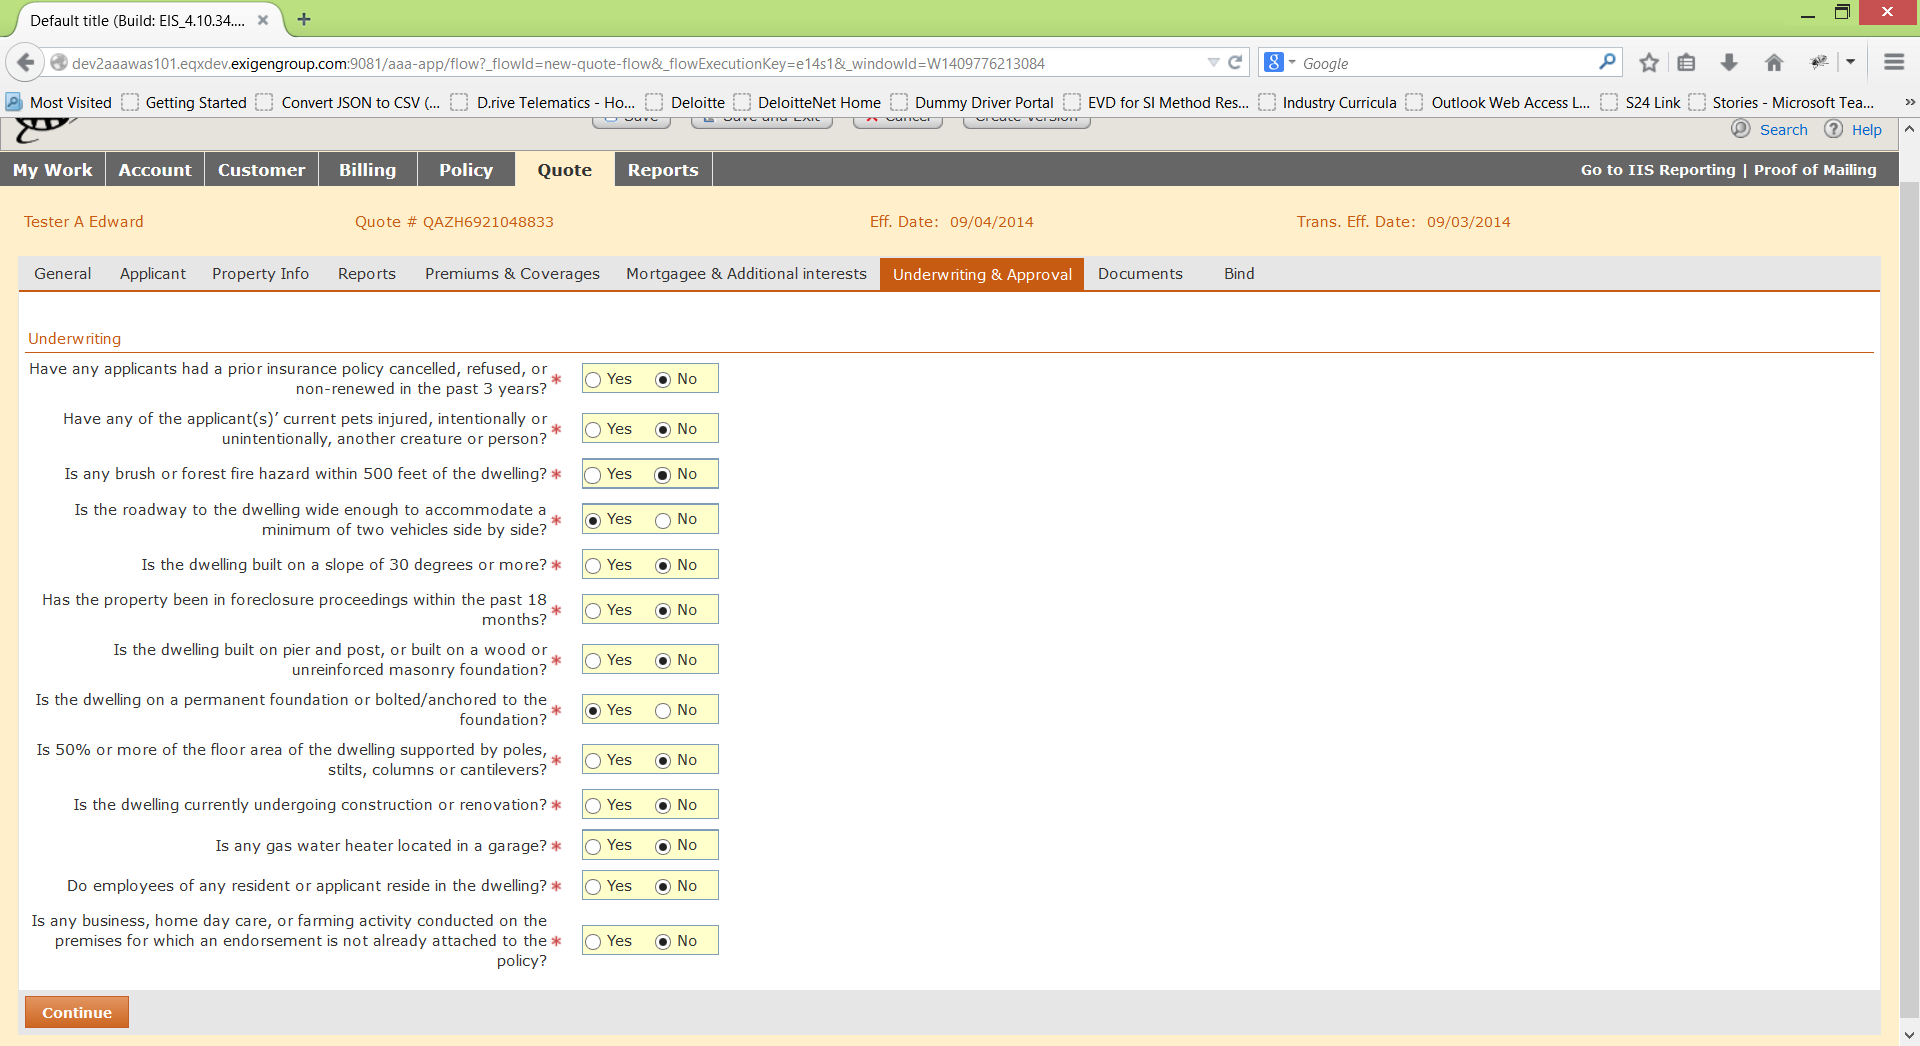 Default title (Build: EIS_4.10.34....
dev2aaawas101.eqxdev.exigengroup.com:9081/aaa-app/flow?_flowId=new-quote-flow&_flowExecutionKey=e14s1&_windowId=W1409776213084
Google
Most Visited Getting Started Convert JSON to CSV (... D.rive Telematics - Ho... Deloitte DeloitteNet Home Dummy Driver Portal EVD for SI Method Res... Industry Curricula Outlook Web Access L... S24 Link Stories - Microsoft Tea...
Save Save and Exit Cancel Create Version
Search Help
My Work Account Customer Billing Policy Quote Reports Go to IIS Reporting | Proof of Mailing
Tester A Edward Quote # QAZH6921048833 Eff. Date: 09/04/2014 Trans. Eff. Date: 09/03/2014
General Applicant Property Info Reports Premiums & Coverages Mortgagee & Additional interests Underwriting & Approval Documents Bind
Underwriting
Have any applicants had a prior insurance policy cancelled, refused, or
non-renewed in the past 3 years? * Yes No
Have any of the applicant(s)’ current pets injured, intentionally or
unintentionally, another creature or person? * Yes No
Is any brush or forest fire hazard within 500 feet of the dwelling? * Yes No
Is the roadway to the dwelling wide enough to accommodate a
minimum of two vehicles side by side? * Yes No
Is the dwelling built on a slope of 30 degrees or more? * Yes No
Has the property been in foreclosure proceedings within the past 18
months? * Yes No
Is the dwelling built on pier and post, or built on a wood or
unreinforced masonry foundation? * Yes No
Is the dwelling on a permanent foundation or bolted/anchored to the
foundation? * Yes No
Is 50% or more of the floor area of the dwelling supported by poles,
stilts, columns or cantilevers? * Yes No
Is the dwelling currently undergoing construction or renovation? * Yes No
Is any gas water heater located in a garage? * Yes No
Do employees of any resident or applicant reside in the dwelling? * Yes No
Is any business, home day care, or farming activity conducted on the
premises for which an endorsement is not already attached to the * Yes No
policy?
Continue